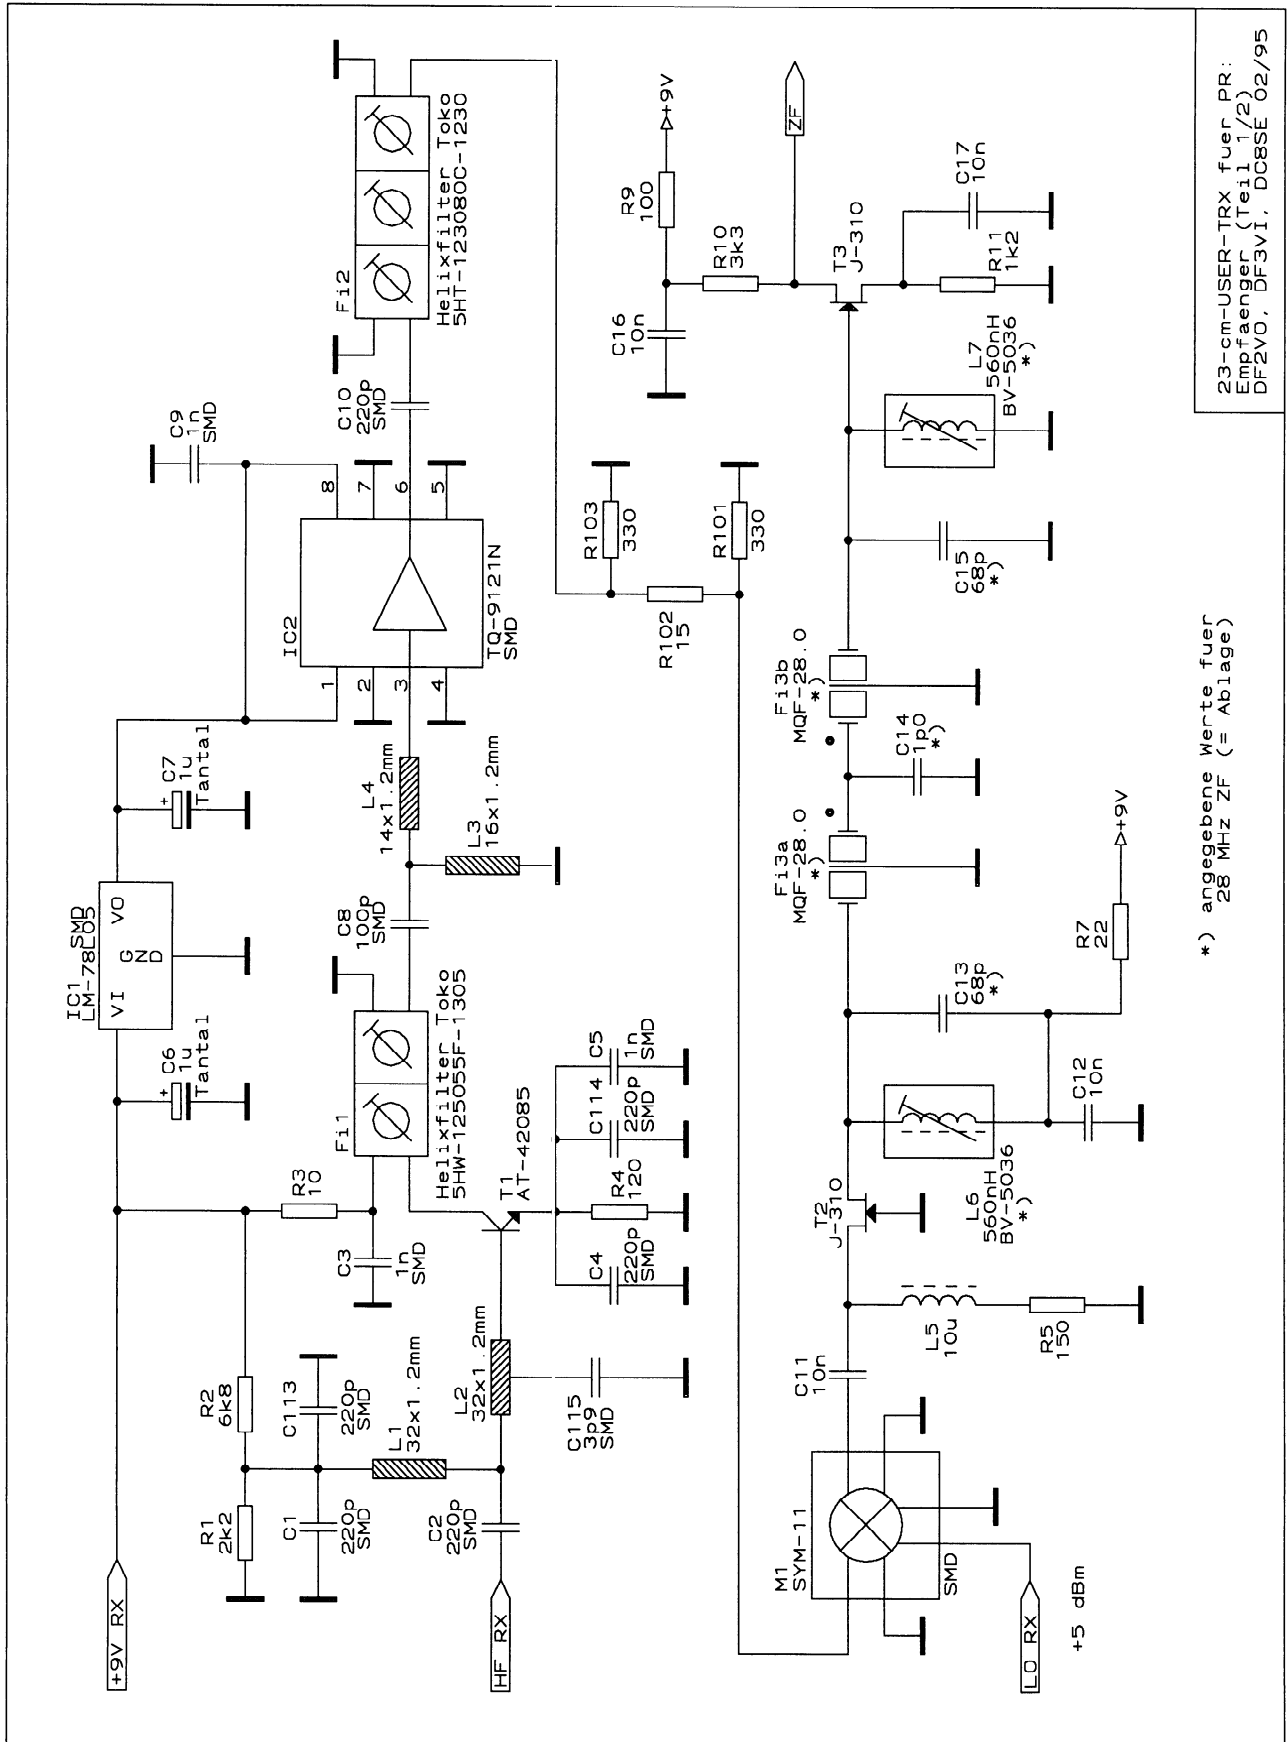 +9V RX
IC1
SMD
LM-78L05
VI
VO
G
N
D
C6
1u
Tantal
+
C7
1u
Tantal
+
C9
1n
SMD
R1
2k2
R2
6k8
R3
10
C1
220p
SMD
C113
220p
SMD
L1
32x1.2mm
C3
1n
SMD
Fi1
Helixfilter Toko
5HW-125055F-1305
C8
100p
SMD
L4
14x1.2mm
L3
16x1.2mm
IC2
1
2
3
4
8
7
6
5
TQ-9121N
SMD
C10
220p
SMD
Fi2
Helixfilter Toko
5HT-123080C-1230
HF RX
C2
220p
SMD
L2
32x1.2mm
C115
3p9
SMD
T1
AT-42085
C4
220p
SMD
R4
120
C114
220p
SMD
C5
1n
SMD
R103
330
R102
15
R101
330
C16
10n
R9
100
+9V
R10
3k3
ZF
T3
J-310
R11
1k2
C17
10n
M1
SYM-11
SMD
LO RX
+5 dBm
C11
10n
L5
10u
R5
150
T2
J-310
L6
560nH
BV-5036
*)
C12
10n
C13
68p
*)
R7
22
+9V
Fi3a
MQF-28.0
*)
C14
1p0
*)
Fi3b
MQF-28.0
*)
C15
68p
*)
L7
560nH
BV-5036
*)
*) angegebene Werte fuer
28 MHz ZF (= Ablage)
23-cm-USER-TRX fuer PR:
Empfaenger (Teil 1/2)
DF2VO, DF3VI, DC8SE 02/95